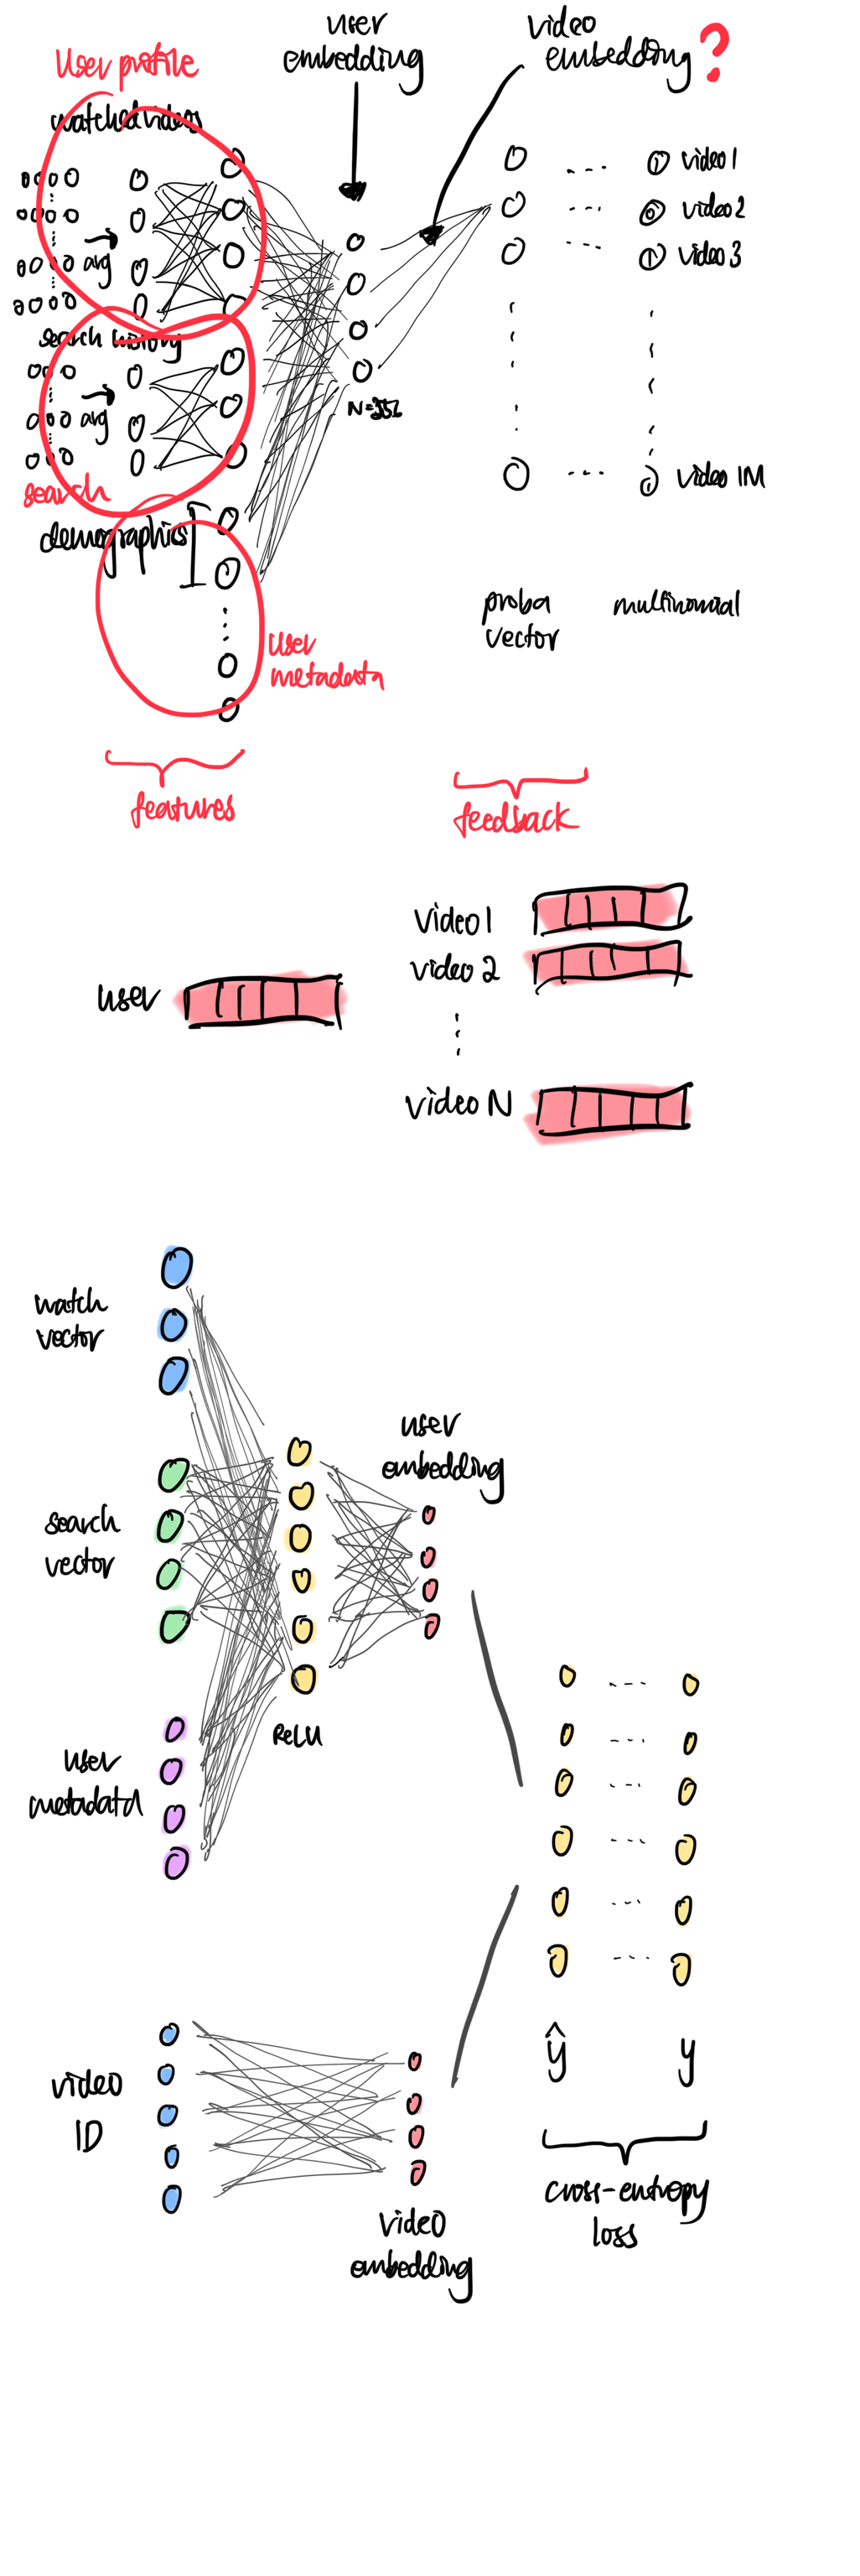 user
embedding
video
embedding ?
User profile
watched videos
avg
search history
avg
search
demographics
user
metadata
video 1
video 2
video 3
video 1M
proba
vector
multinomial
features
feedback
user
video 1
video 2
video N
watch
vector
search
vector
user
metadata
ReLU
user
embedding
video
ID
video
embedding
ŷ
y
cross-entropy
loss